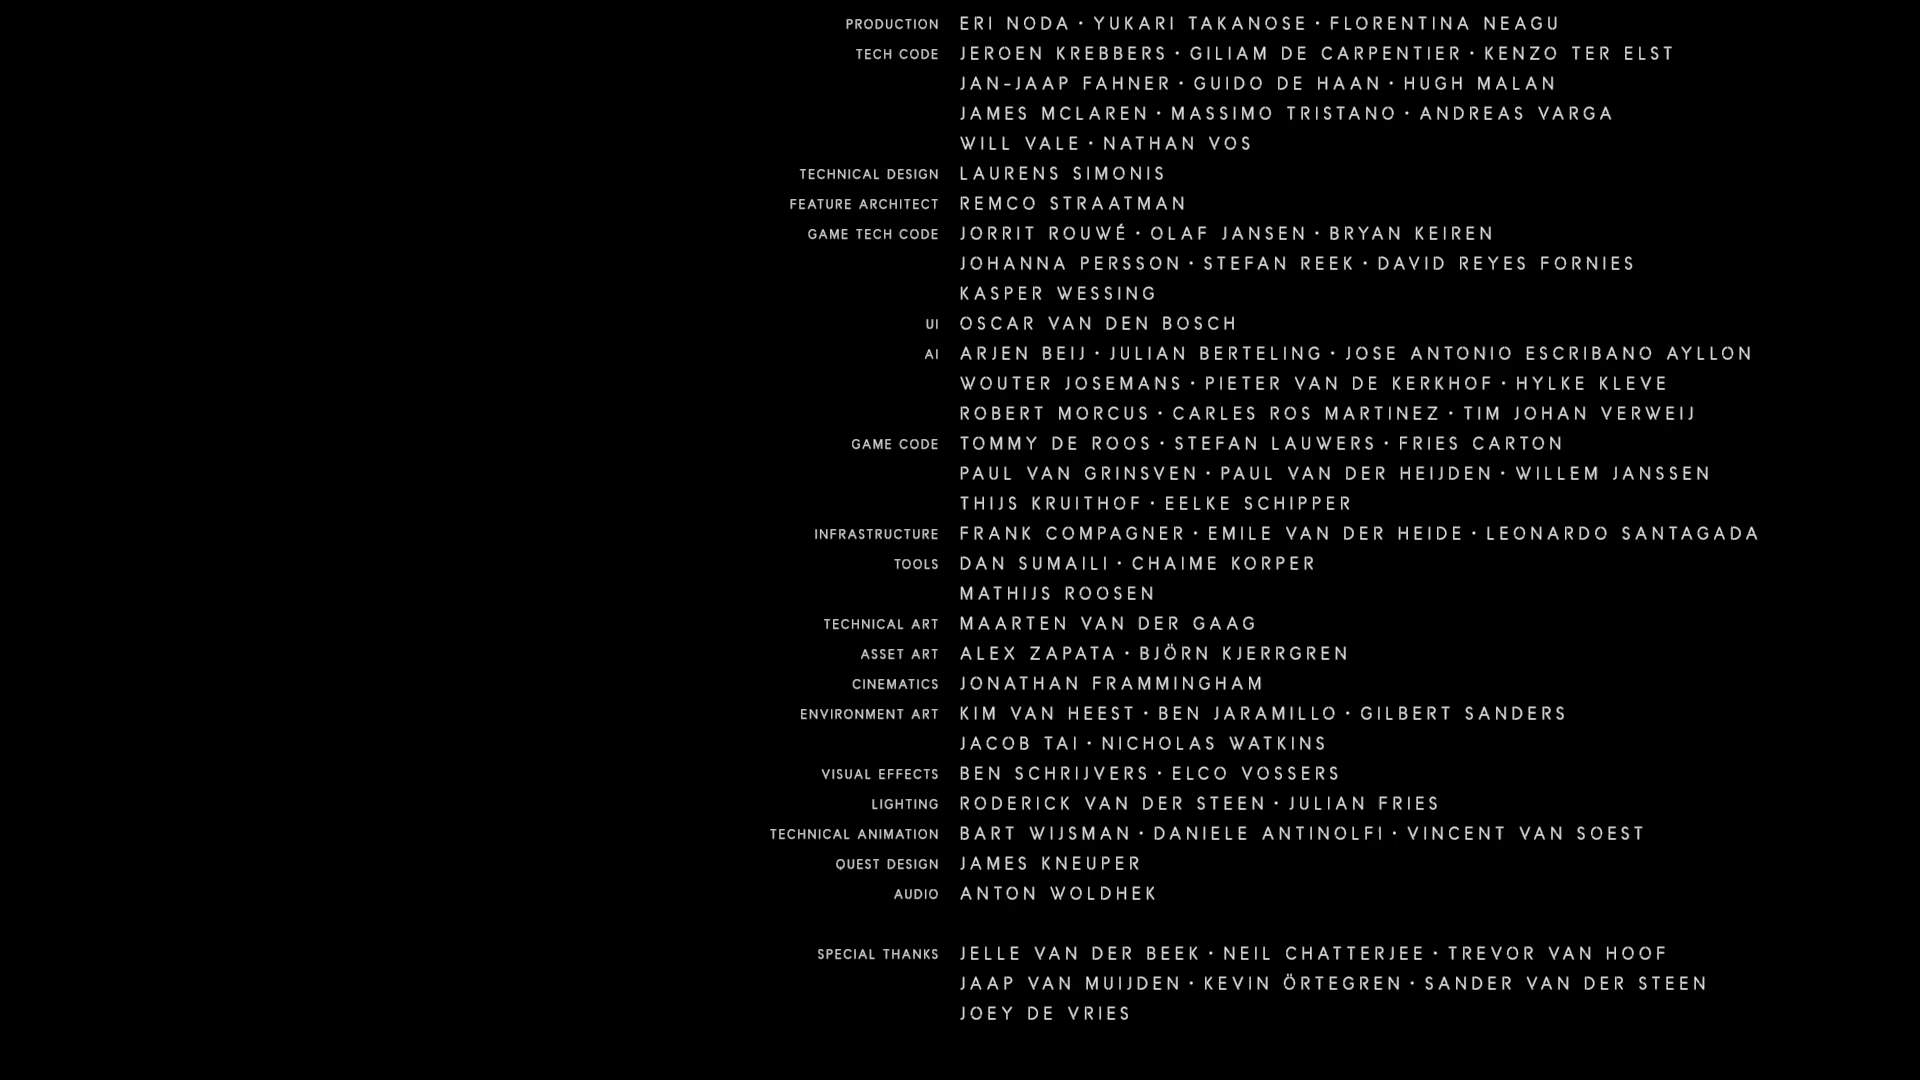 PRODUCTION ERI NODA · YUKARI TAKANOSE · FLORENTINA NEAGU
TECH CODE JEROEN KREBBERS · GILIAM DE CARPENTIER · KENZO TER ELST
JAN-JAAP FAHNER · GUIDO DE HAAN · HUGH MALAN
JAMES MCLAREN · MASSIMO TRISTANO · ANDREAS VARGA
WILL VALE · NATHAN VOS
TECHNICAL DESIGN LAURENS SIMONIS
FEATURE ARCHITECT REMCO STRAATMAN
GAME TECH CODE JORRIT ROUWÉ · OLAF JANSEN · BRYAN KEIREN
JOHANNA PERSSON · STEFAN REEK · DAVID REYES FORNIES
KASPER WESSING
UI OSCAR VAN DEN BOSCH
AI ARJEN BEIJ · JULIAN BERTELING · JOSE ANTONIO ESCRIBANO AYLLON
WOUTER JOSEMANS · PIETER VAN DE KERKHOF · HYLKE KLEVE
ROBERT MORCUS · CARLES ROS MARTINEZ · TIM JOHAN VERWEIJ
GAME CODE TOMMY DE ROOS · STEFAN LAUWERS · FRIES CARTON
PAUL VAN GRINSVEN · PAUL VAN DER HEIJDEN · WILLEM JANSSEN
THIJS KRUITHOF · EELKE SCHIPPER
INFRASTRUCTURE FRANK COMPAGNER · EMILE VAN DER HEIDE · LEONARDO SANTAGADA
TOOLS DAN SUMAILI · CHAIME KORPER
MATHIJS ROOSEN
TECHNICAL ART MAARTEN VAN DER GAAG
ASSET ART ALEX ZAPATA · BJÖRN KJERRGREN
CINEMATICS JONATHAN FRAMMINGHAM
ENVIRONMENT ART KIM VAN HEEST · BEN JARAMILLO · GILBERT SANDERS
JACOB TAI · NICHOLAS WATKINS
VISUAL EFFECTS BEN SCHRIJVERS · ELCO VOSSERS
LIGHTING RODERICK VAN DER STEEN · JULIAN FRIES
TECHNICAL ANIMATION BART WIJSMAN · DANIELE ANTINOLFI · VINCENT VAN SOEST
QUEST DESIGN JAMES KNEUPER
AUDIO ANTON WOLDHEK
SPECIAL THANKS JELLE VAN DER BEEK · NEIL CHATTERJEE · TREVOR VAN HOOF
JAAP VAN MUIJDEN · KEVIN ÖRTEGREN · SANDER VAN DER STEEN
JOEY DE VRIES